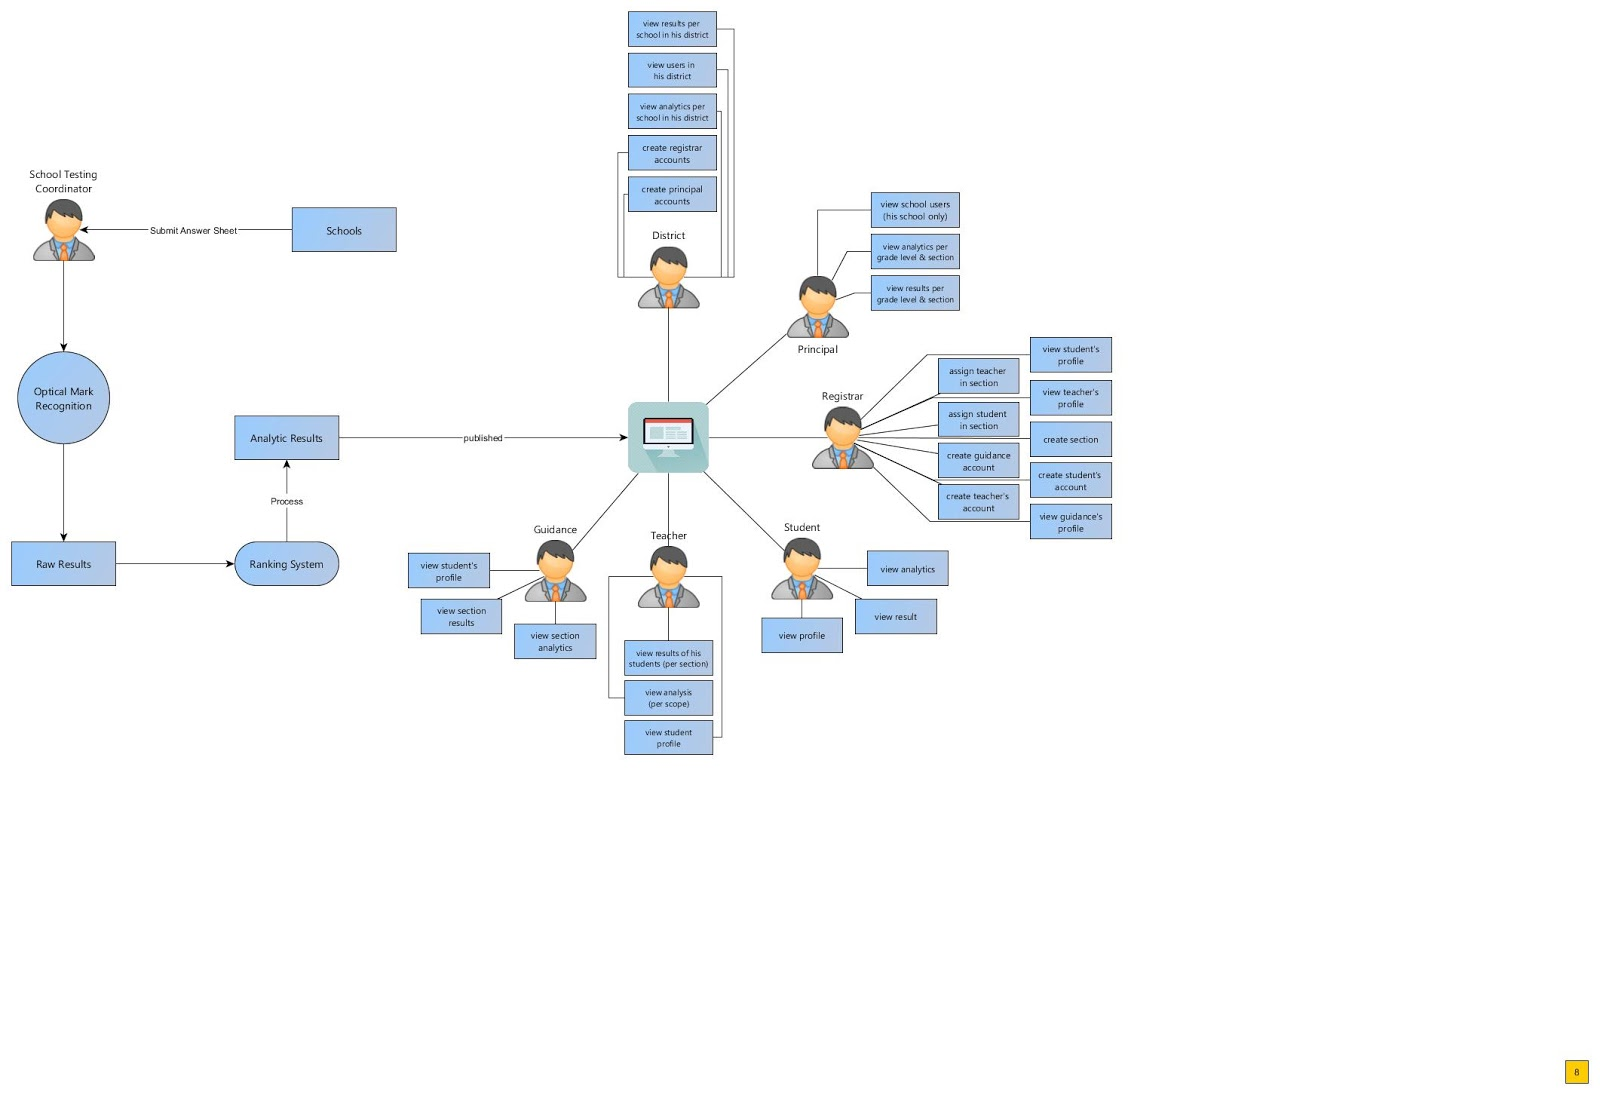 view results per
school in his district
view users in
his district
view analytics per
school in his district
create registrar
accounts
create principal
accounts
District
School Testing
Coordinator
Submit Answer Sheet
Schools
view school users
(his school only)
view analytics per
grade level & section
view results per
grade level & section
Principal
Optical Mark
Recognition
Analytic Results
published
Process
Raw Results
Ranking System
Registrar
assign teacher
in section
assign student
in section
create guidance
account
create teacher's
account
view student's
profile
view teacher's
profile
create section
create student's
account
view guidance's
profile
Guidance
view student's
profile
view section
results
view section
analytics
Teacher
view results of his
students (per section)
view analysis
(per scope)
view student
profile
Student
view analytics
view result
view profile
8